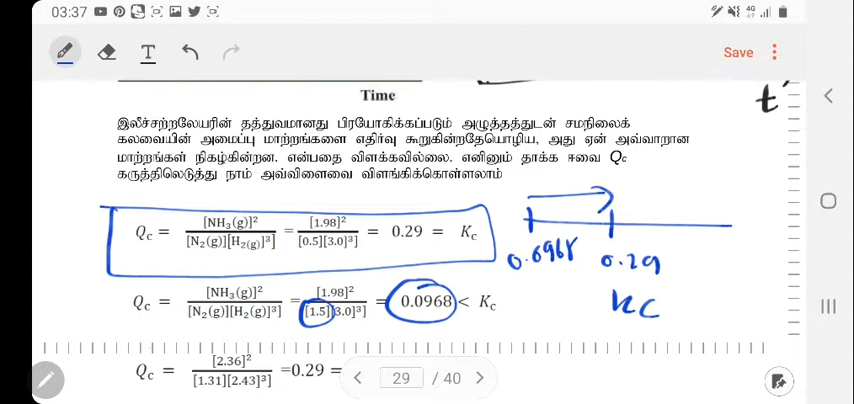 03:37
4G
T
Save
Time
t
இலீச்சற்றலேயரின் தத்துவமானது பிரயோகிக்கப்படும் அழுத்தத்துடன் சமநிலைக்
கலவையின் அமைப்பு மாற்றங்களை எதிர்வு கூறுகின்றதேயொழிய, அது ஏன் அவ்வாறான
மாற்றங்கள் நிகழ்கின்றன. என்பதை விளக்கவில்லை. எனினும் தாக்க ஈவை Qc
கருத்திலெடுத்து நாம் அவ்விளைவை விளங்கிக்கொள்ளலாம்
Qc = [NH3(g)]^2 / [N2(g)][H2(g)]^3] = [1.98]^2 / [0.5][3.0]^3] = 0.29 = Kc
0.0968 0.29
Kc
Qc = [NH3(g)]^2 / [N2(g)][H2(g)]^3] = [1.98]^2 / [1.5][3.0]^3] = 0.0968 < Kc
Qc = [2.36]^2 / [1.31][2.43]^3] =0.29 =
29 / 40